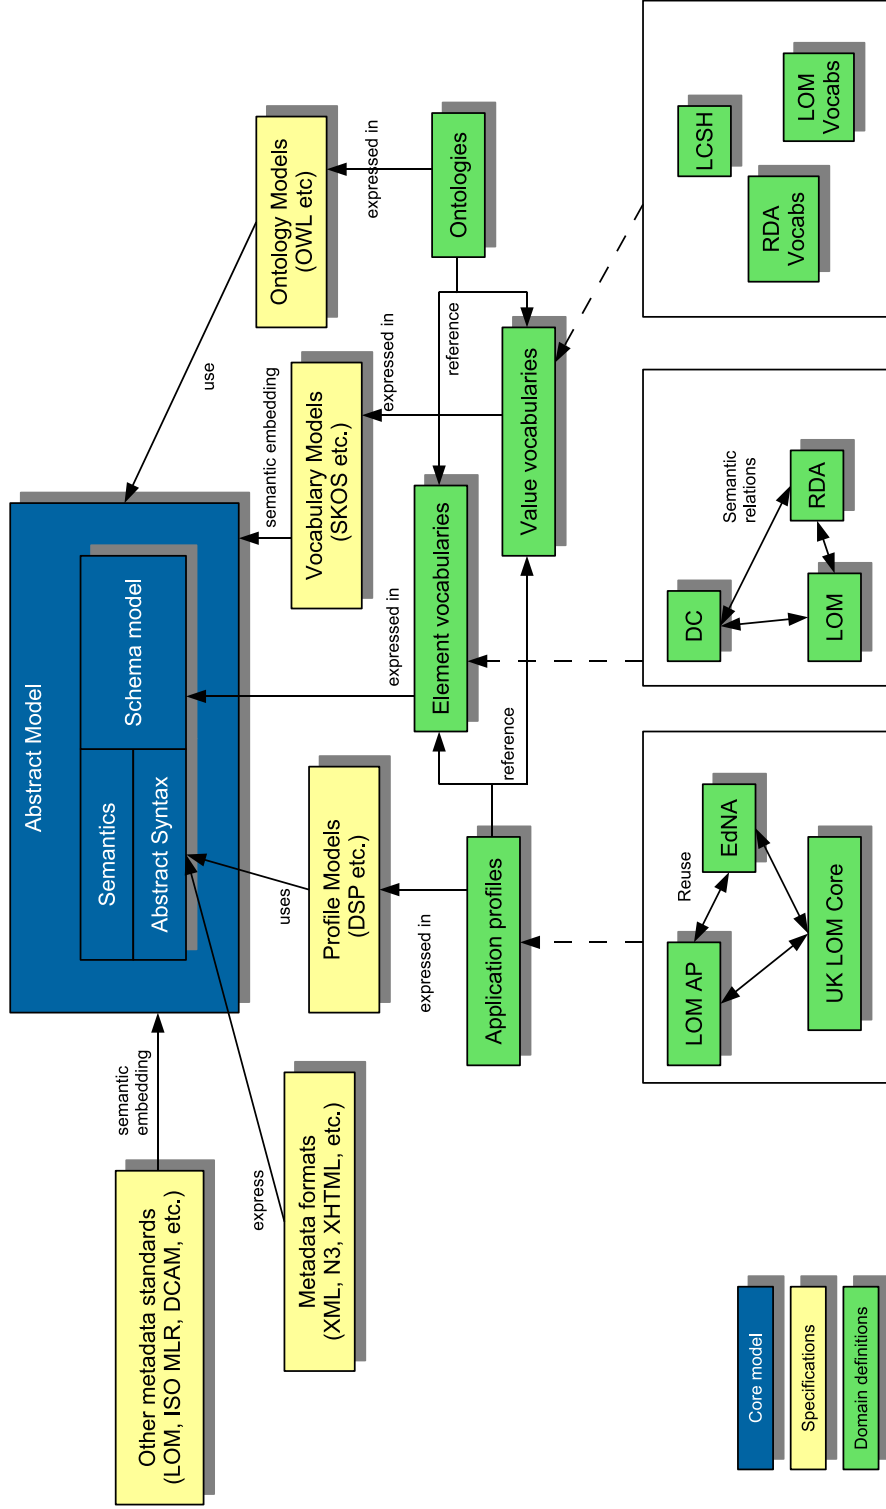 Abstract Model
Semantics
Abstract Syntax
Schema model
semantic
embedding
Other metadata standards
(LOM, ISO MLR, DCAM, etc.)
express
Metadata formats
(XML, N3, XHTML, etc.)
uses
Profile Models
(DSP etc.)
semantic embedding
Vocabulary Models
(SKOS etc.)
use
Ontology Models
(OWL etc)
expressed in
expressed in
expressed in
expressed in
Application profiles
Element vocabularies
Value vocabularies
Ontologies
reference
reference
LOM AP
Reuse
EdNA
UK LOM Core
DC
Semantic
relations
LOM
RDA
LCSH
RDA
Vocabs
LOM
Vocabs
Core model
Specifications
Domain definitions